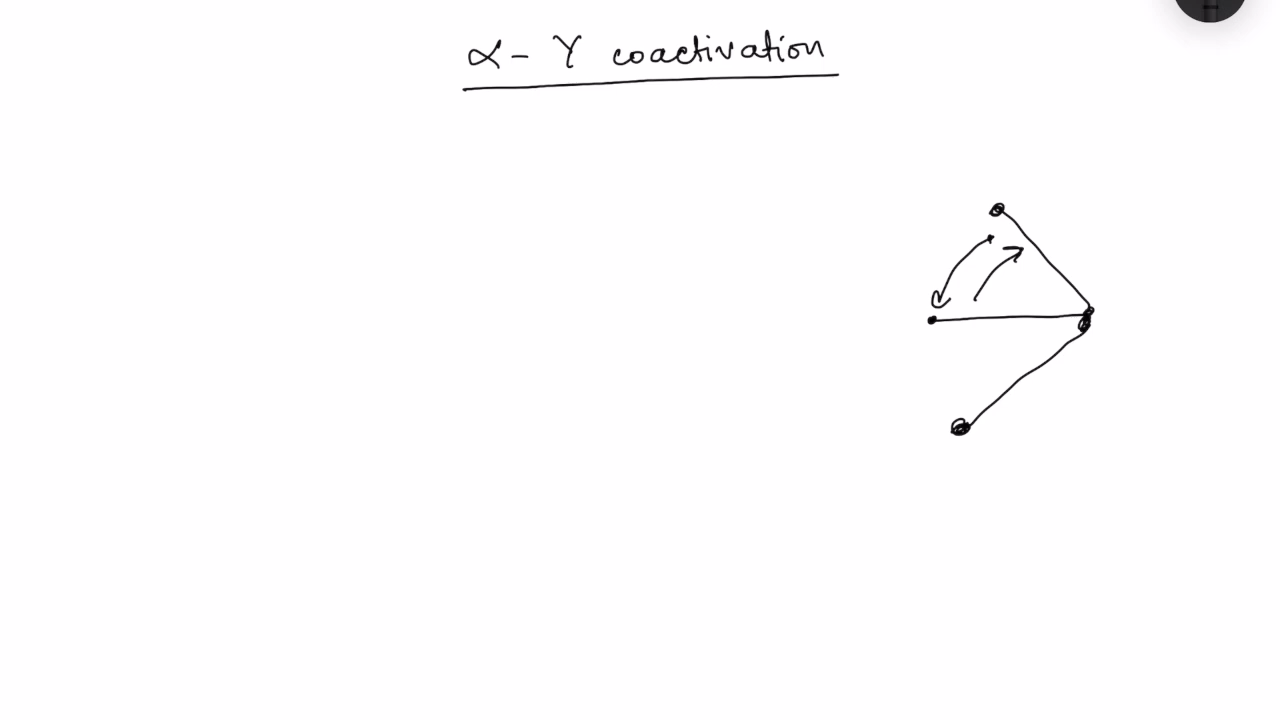 α - γ coactivation